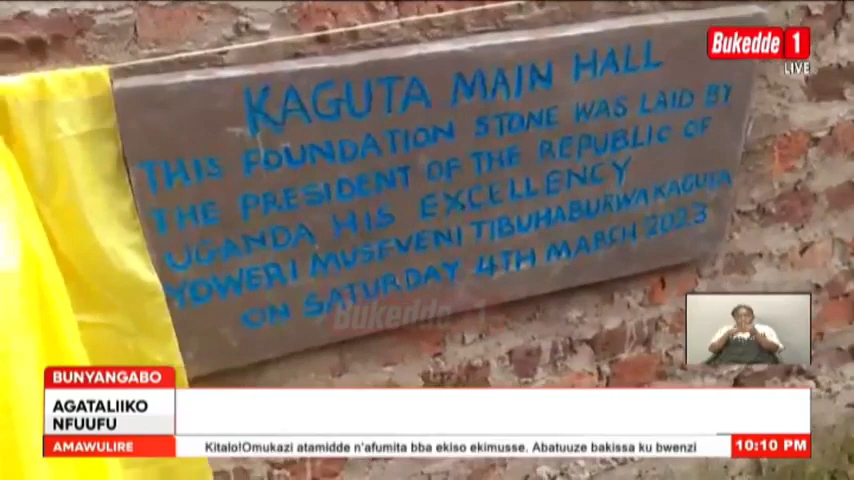 Bukedde 1
LIVE
KAGUTA MAIN HALL
THIS FOUNDATION STONE WAS LAID BY
THE PRESIDENT OF THE REPUBLIC OF
UGANDA HIS EXCELLENCY
YOWERI MUSEVENI TIBUHABURWA KAGUTA
ON SATURDAY 4TH MARCH 2023
Bukedde 1
BUNYANGABO
AGATALIIKO
NFUUFU
AMAWULIRE
Kitalo!Omukazi atamidde n'afumita bba ekiso ekimusse. Abatuuze bakissa ku bwenzi
10:10 PM